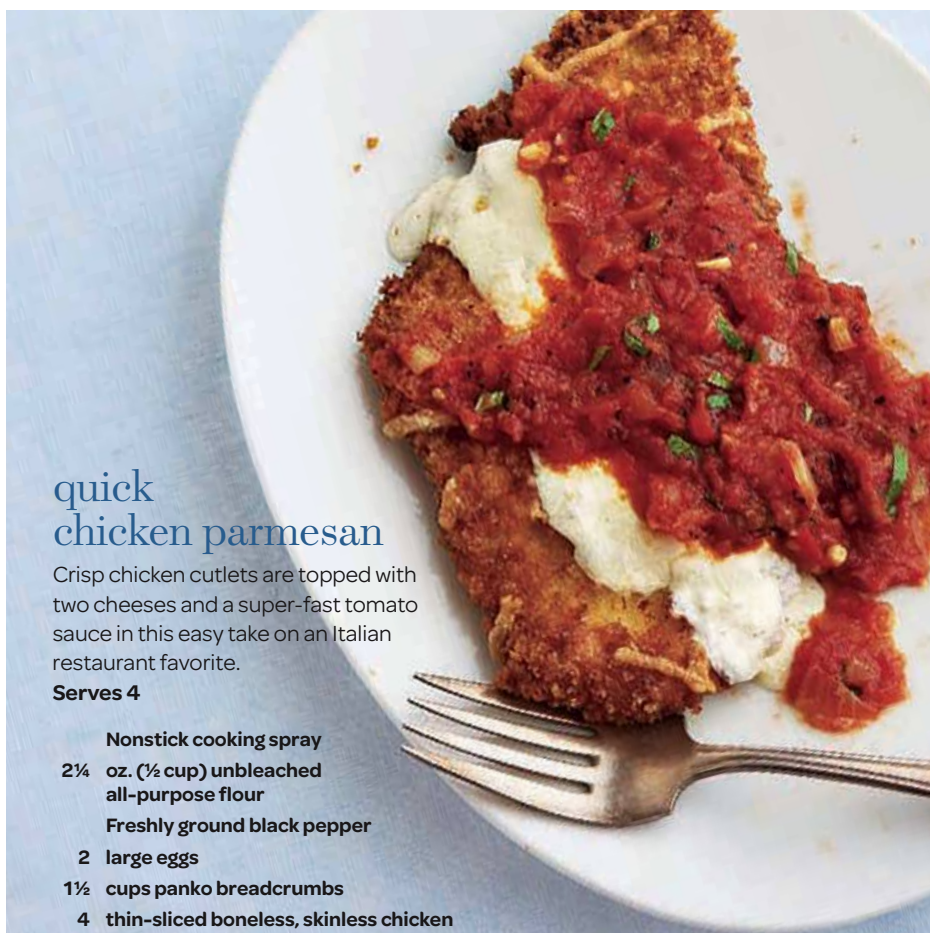 quick
chicken parmesan
Crisp chicken cutlets are topped with
two cheeses and a super-fast tomato
sauce in this easy take on an Italian
restaurant favorite.
Serves 4
Nonstick cooking spray
2¼ oz. (½ cup) unbleached
all-purpose flour
Freshly ground black pepper
2 large eggs
1½ cups panko breadcrumbs
4 thin-sliced boneless, skinless chicken